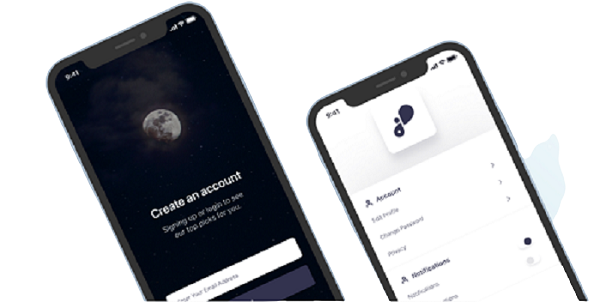 9:41
Create an account
Signing up or login to see
our top picks for you.
Enter Your Email Address
9:41
Account
Edit Profile
Change Password
Privacy
Notifications
Notifications